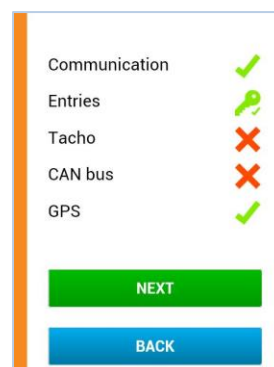 Communication
Entries
Tacho
CAN bus
GPS
NEXT
BACK